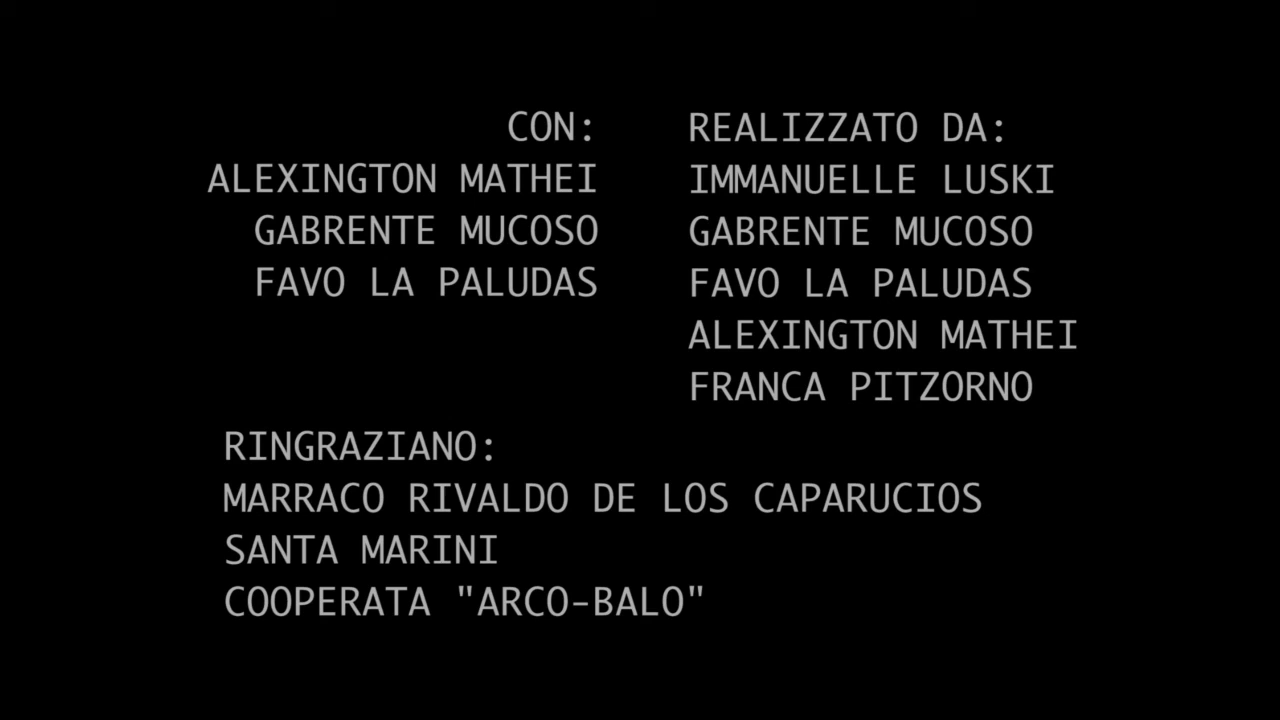 CON:
ALEXINGTON MATHEI
GABRENTE MUCOSO
FAVO LA PALUDAS
REALIZZATO DA:
IMMANUELLE LUSKI
GABRENTE MUCOSO
FAVO LA PALUDAS
ALEXINGTON MATHEI
FRANCA PITZORNO
RINGRAZIANO:
MARRACO RIVALDO DE LOS CAPARUCIOS
SANTA MARINI
COOPERATA "ARCO-BALO"